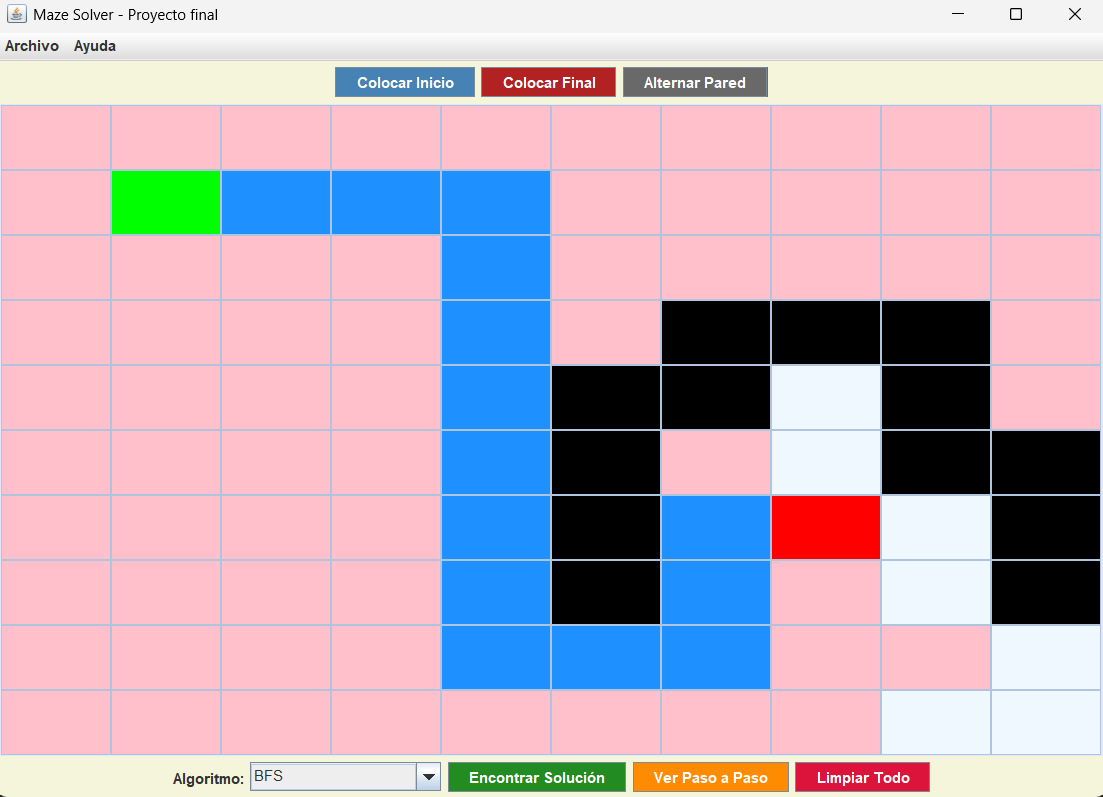 Maze Solver - Proyecto final
Archivo Ayuda
Colocar Inicio Colocar Final Alternar Pared
Algoritmo: BFS Encontrar Solución Ver Paso a Paso Limpiar Todo